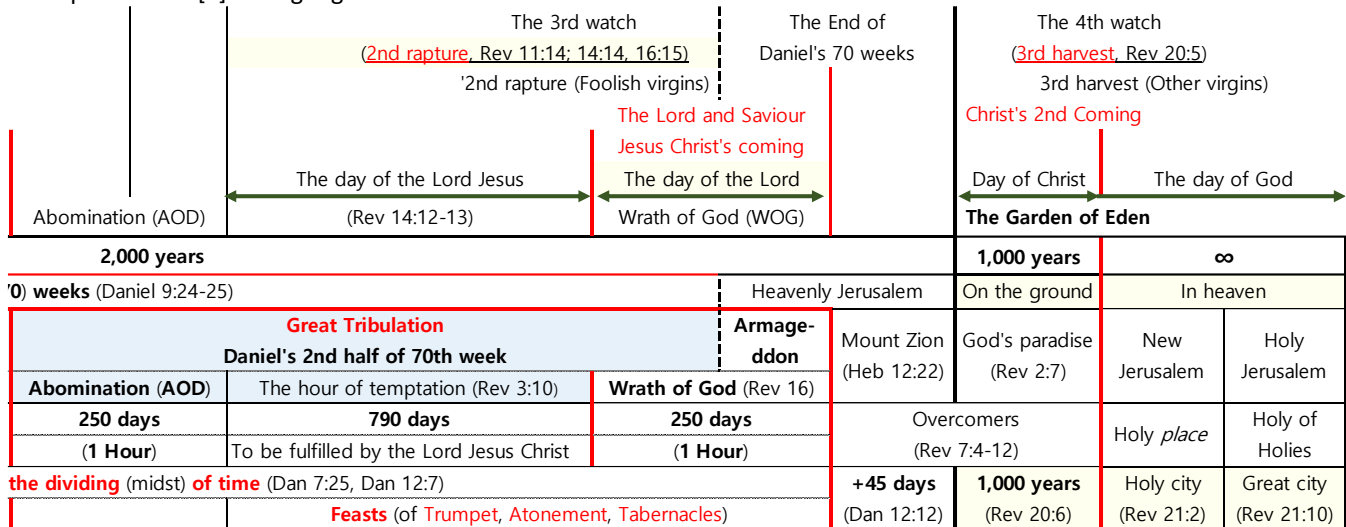 The 3rd watch
(2nd rapture, Rev 11:14; 14:14, 16:15)
'2nd rapture (Foolish virgins)
The End of
Daniel's 70 weeks
The 4th watch
(3rd harvest, Rev 20:5)
3rd harvest (Other virgins)
The Lord and Saviour
Jesus Christ's coming
Christ's 2nd Coming
The day of the Lord Jesus
The day of the Lord
Day of Christ
The day of God
Abomination (AOD)
(Rev 14:12-13)
Wrath of God (WOG)
The Garden of Eden
2,000 years
1,000 years
∞
0) weeks (Daniel 9:24-25)
Heavenly Jerusalem
On the ground
In heaven
Great Tribulation
Daniel's 2nd half of 70th week
Armage-
ddon
Mount Zion
(Heb 12:22)
God's paradise
(Rev 2:7)
New
Jerusalem
Holy
Jerusalem
Abomination (AOD)
The hour of temptation (Rev 3:10)
Wrath of God (Rev 16)
250 days
790 days
250 days
Overcomers
(Rev 7:4-12)
Holy place
Holy of
Holies
(1 Hour)
To be fulfilled by the Lord Jesus Christ
(1 Hour)
the dividing (midst) of time (Dan 7:25, Dan 12:7)
+45 days
(Dan 12:12)
1,000 years
(Rev 20:6)
Holy city
(Rev 21:2)
Great city
(Rev 21:10)
Feasts (of Trumpet, Atonement, Tabernacles)